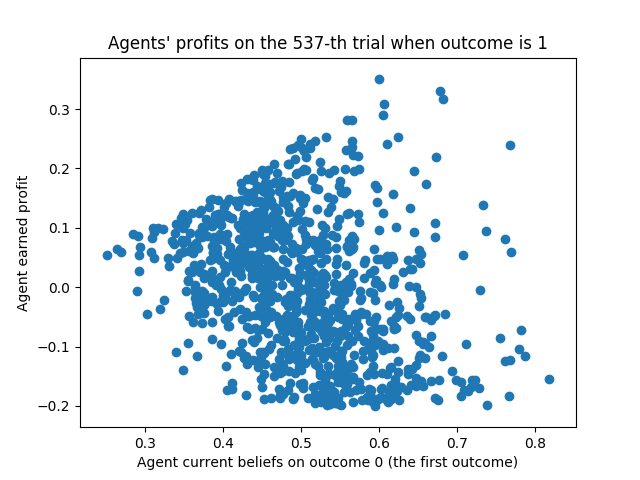 Agents' profits on the 537-th trial when outcome is 1
Agent earned profit
0.3
0.2
0.1
0.0
−0.1
−0.2
0.3 0.4 0.5 0.6 0.7 0.8
Agent current beliefs on outcome 0 (the first outcome)